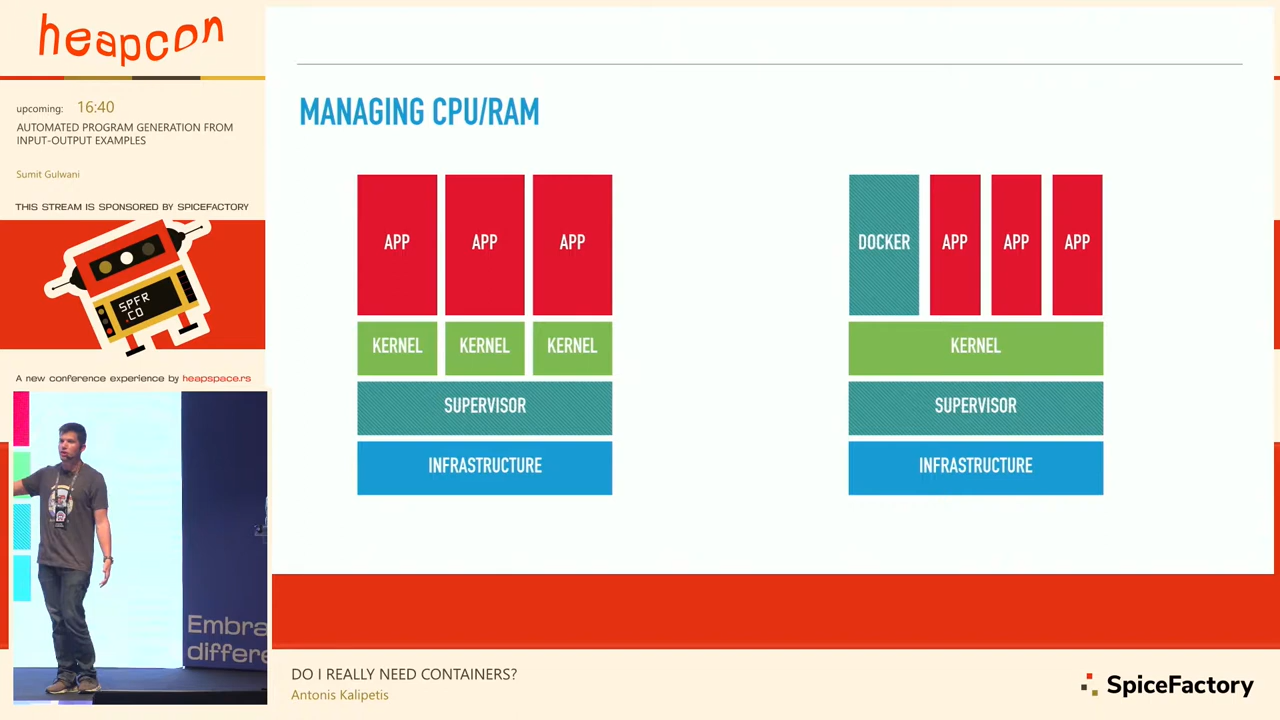 heapcon
upcoming: 16:40
AUTOMATED PROGRAM GENERATION FROM
INPUT-OUTPUT EXAMPLES
Sumit Gulwani
THIS STREAM IS SPONSORED BY SPICEFACTORY
SPFR
.CO
A new conference experience by heapspace.rs
Embra
differe
MANAGING CPU/RAM
APP APP APP
KERNEL KERNEL KERNEL
SUPERVISOR
INFRASTRUCTURE
DOCKER APP APP APP
KERNEL
SUPERVISOR
INFRASTRUCTURE
DO I REALLY NEED CONTAINERS?
Antonis Kalipetis
SpiceFactory